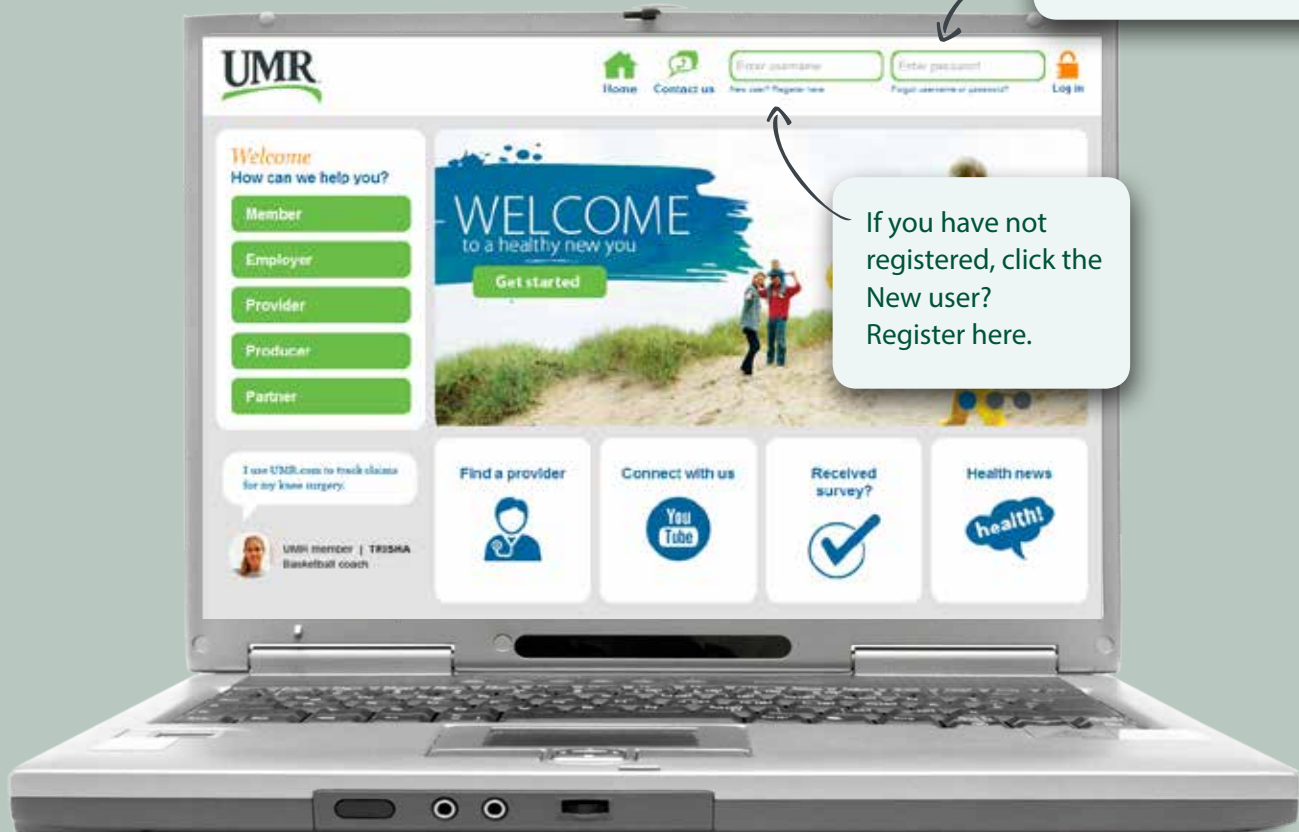 UMR
Home
Contact us
Enter username
New user? Register here
Enter password
Forgot username or password?
Log in
Welcome
How can we help you?
Member
Employer
Provider
Producer
Partner
WELCOME
to a healthy new you
Get started
If you have not
registered, click the
New user?
Register here.
I use UMR.com to track claims
for my knee surgery.
UMR member | TRISHA
Basketball coach
Find a provider
Connect with us
You
Tube
Received
survey?
Health news
health!